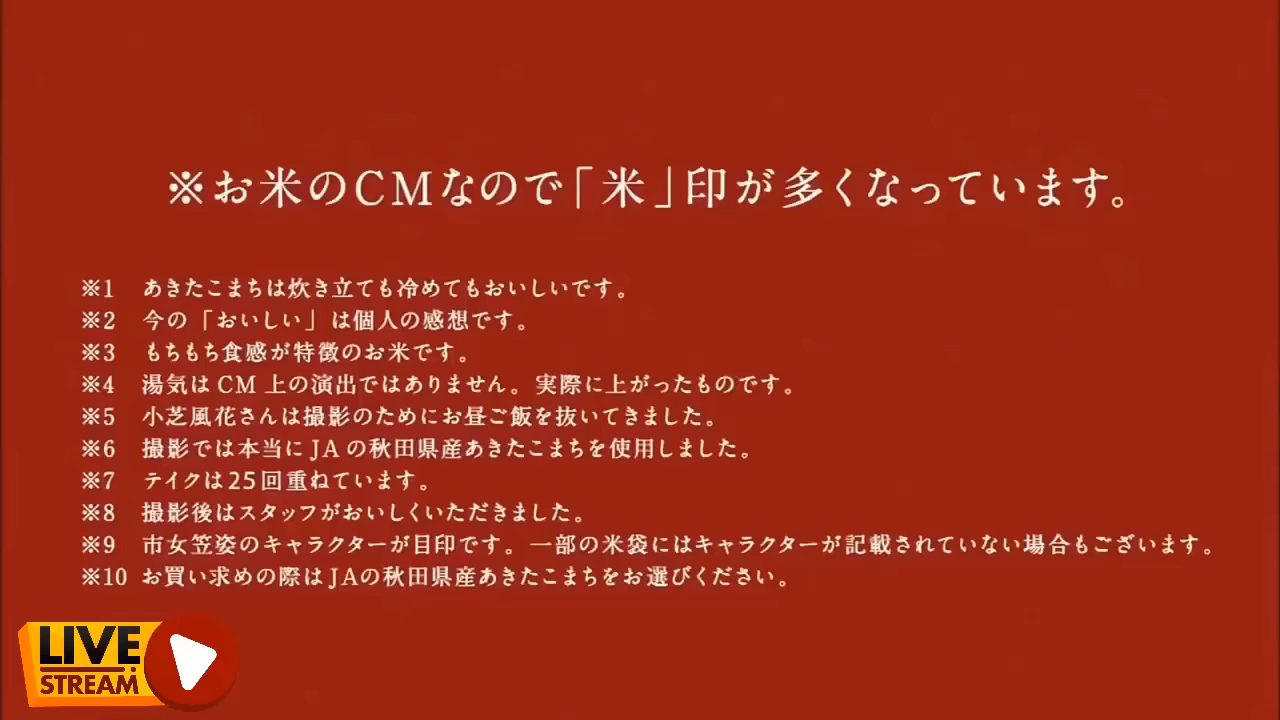 ※お米のCMなので「米」印が多くなっています。
※1 あきたこまちは炊き立ても冷めてもおいしいです。
※2 今の「おいしい」は個人の感想です。
※3 もちもち食感が特徴のお米です。
※4 湯気は CM 上の演出ではありません。実際に上がったものです。
※5 小芝風花さんは撮影のためにお昼ご飯を抜いてきました。
※6 撮影では本当に JA の秋田県産あきたこまちを使用しました。
※7 テイクは25回重ねています。
※8 撮影後はスタッフがおいしくいただきました。
※9 市女笠姿のキャラクターが目印です。一部の米袋にはキャラクターが記載されていない場合もございます。
※10 お買い求めの際はJAの秋田県産あきたこまちをお選びください。
LIVE
STREAM